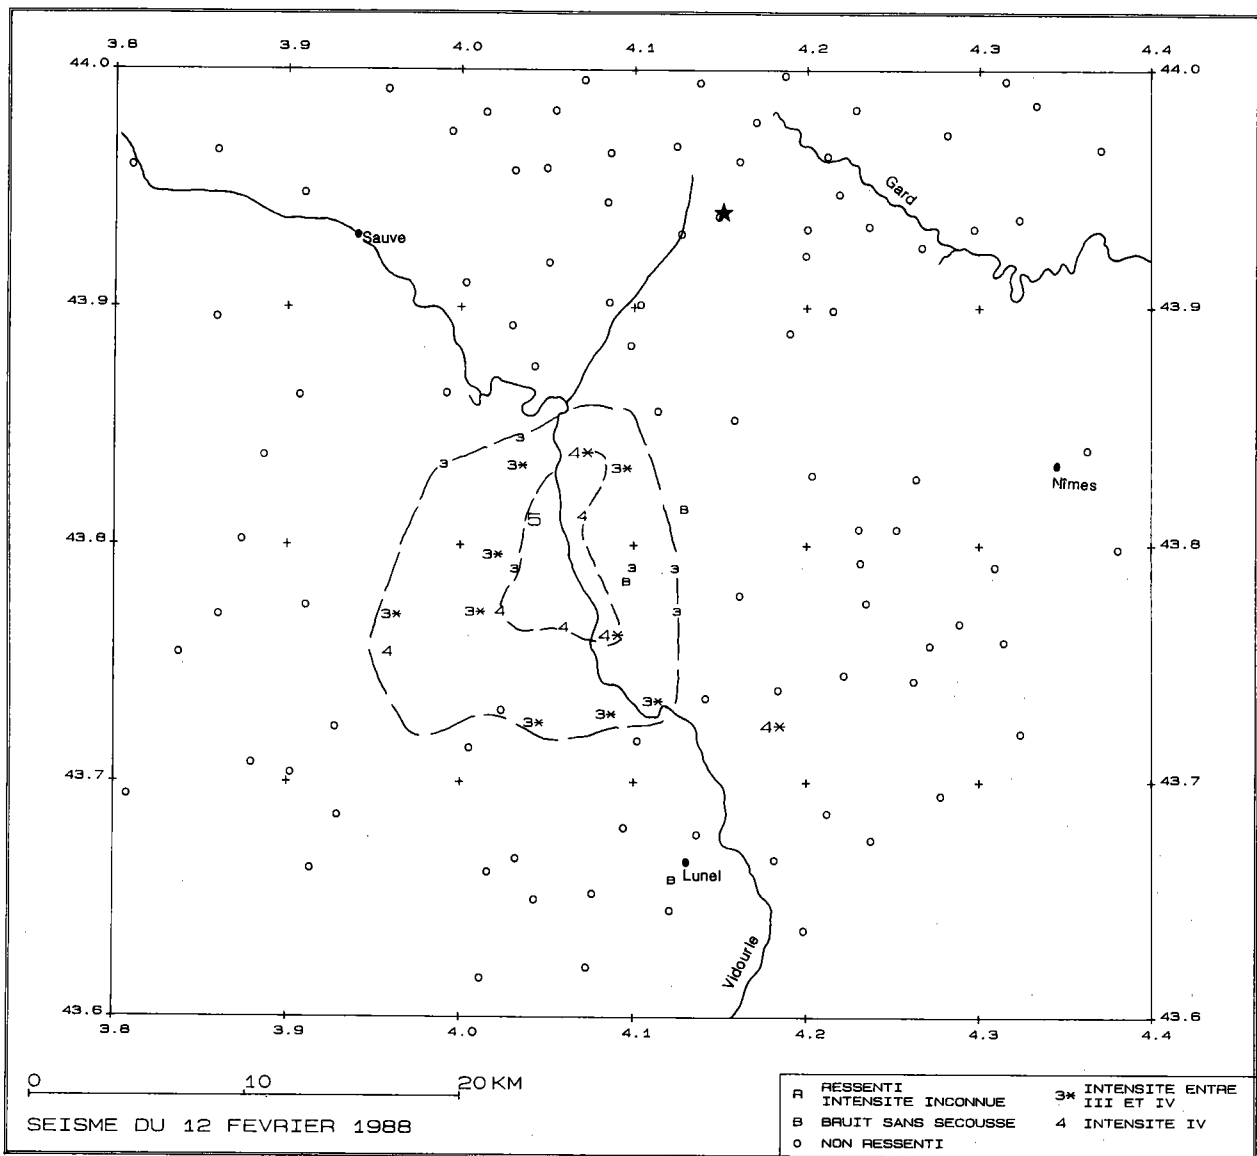 3.8 3.9 4.0 4.1 4.2 4.3 4.4
44.0 44.0
Gard
Sauve
43.9 43.9
3
4* 3*
3 3*
Nîmes
5 4 B
43.8 43.8
3*
3 3 3
B
3* 3* 4 3
4 4*
4
3*
3* 3*
4*
43.7 43.7
Lunel
B
Vidourle
43.6 43.6
3.8 3.9 4.0 4.1 4.2 4.3 4.4
0 10 20 KM
SEISME DU 12 FEVRIER 1988
R RESSENTI
INTENSITE INCONNUE
B BRUIT SANS SECOUSSE
o NON RESSENTI
3* INTENSITE ENTRE
III ET IV
4 INTENSITE IV